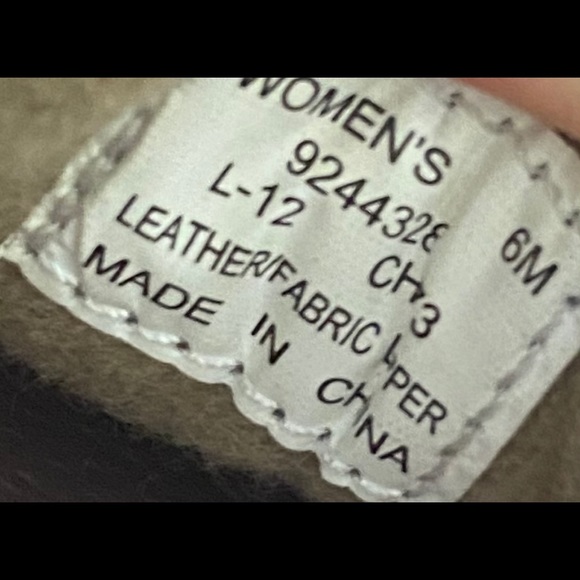 WOMEN'S
9244328 6M
L-12 CH3
LEATHER/FABRIC UPPER
MADE IN CHINA